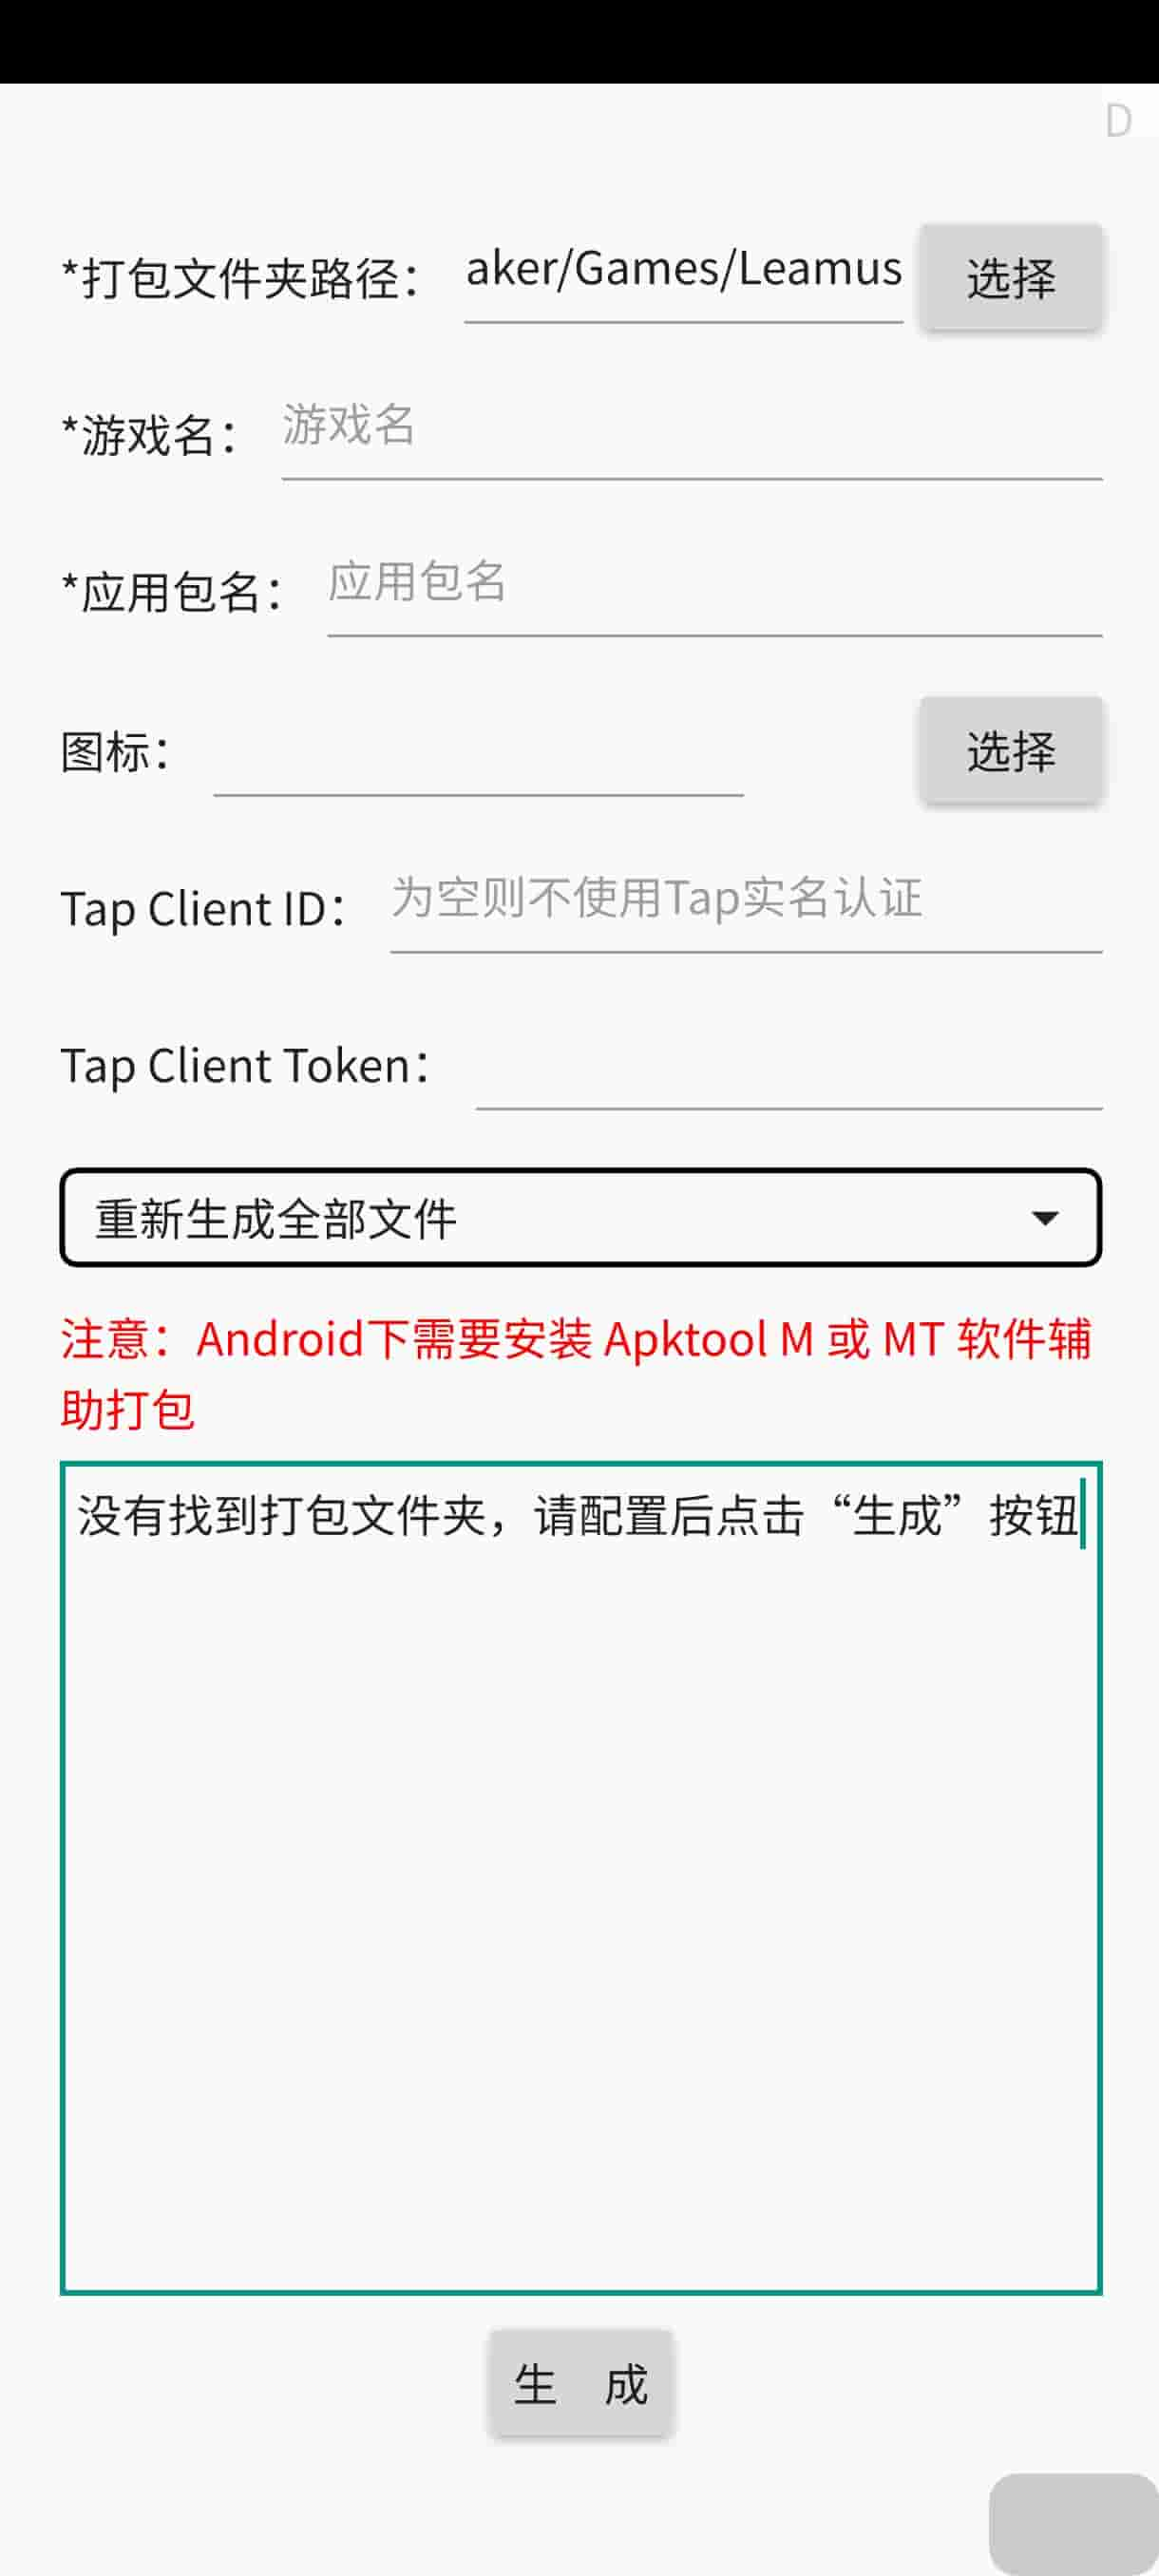 D
*打包文件夹路径： aker/Games/Leamus 选择
*游戏名： 游戏名
*应用包名： 应用包名
图标： 选择
Tap Client ID： 为空则不使用Tap实名认证
Tap Client Token：
重新生成全部文件
注意：Android下需要安装 Apktool M 或 MT 软件辅
助打包
没有找到打包文件夹，请配置后点击“生成”按钮
生 成